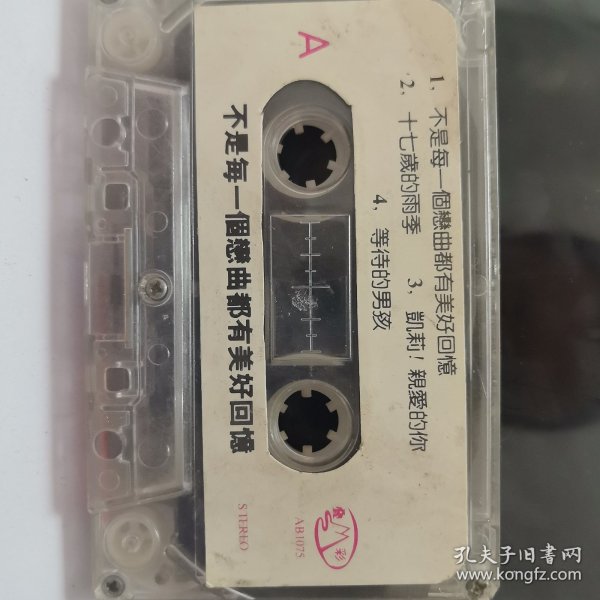 A
1, 不是每一個戀曲都有美好回憶
2, 十七歲的雨季 3, 凱莉！親愛的你
4, 等待的男孩
不是每一個戀曲都有美好回憶
STEREO
AB1075
彩
孔夫子旧書网
www.kongfz.com